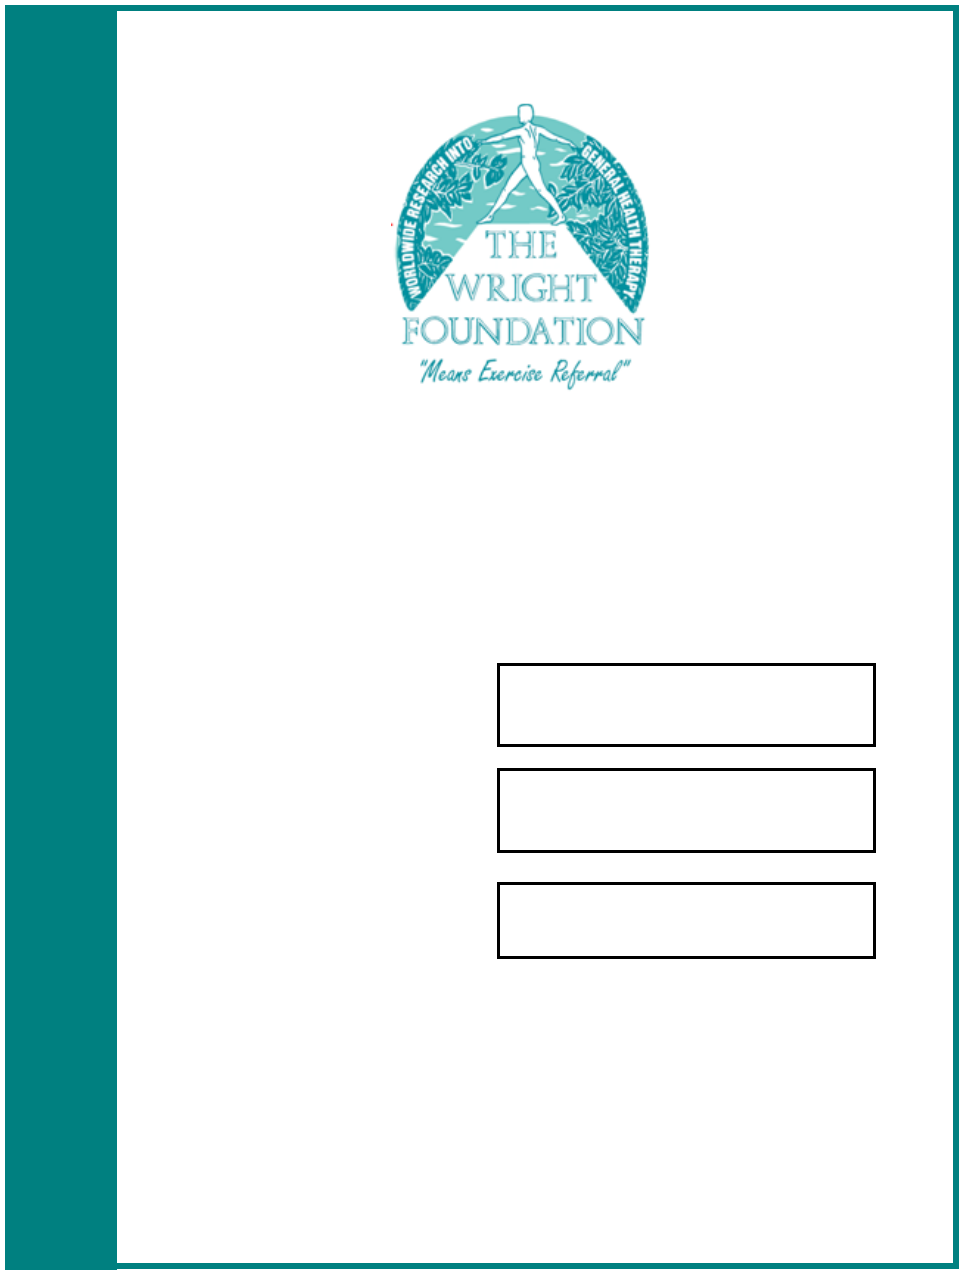 WORLDWIDE RESEARCH INTO
GENERAL HEALTH THERAPY
THE
WRIGHT
FOUNDATION
"Means Exercise Referral"